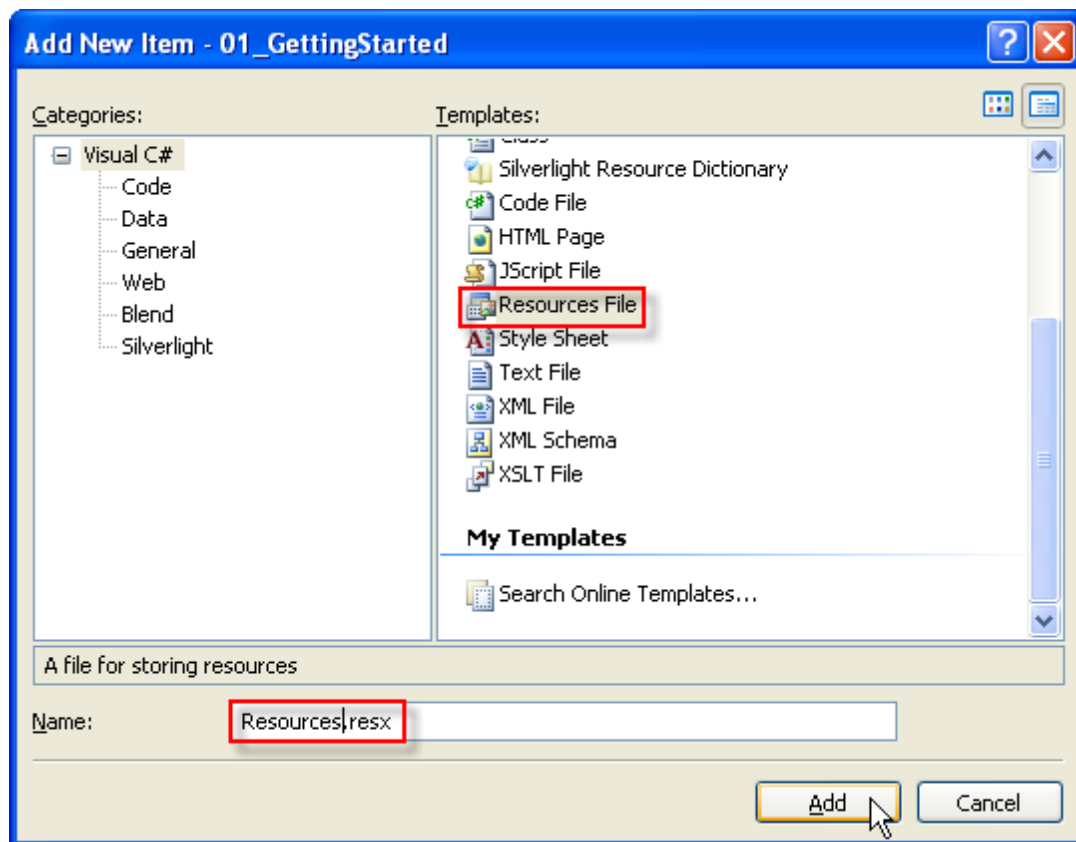 Add New Item - 01_GettingStarted
Categories:
Templates:
Visual C#
Code
Data
General
Web
Blend
Silverlight
Class
Silverlight Resource Dictionary
Code File
HTML Page
JScript File
Resources File
Style Sheet
Text File
XML File
XML Schema
XSLT File
My Templates
Search Online Templates...
A file for storing resources
Name:
Resources.resx
Add
Cancel